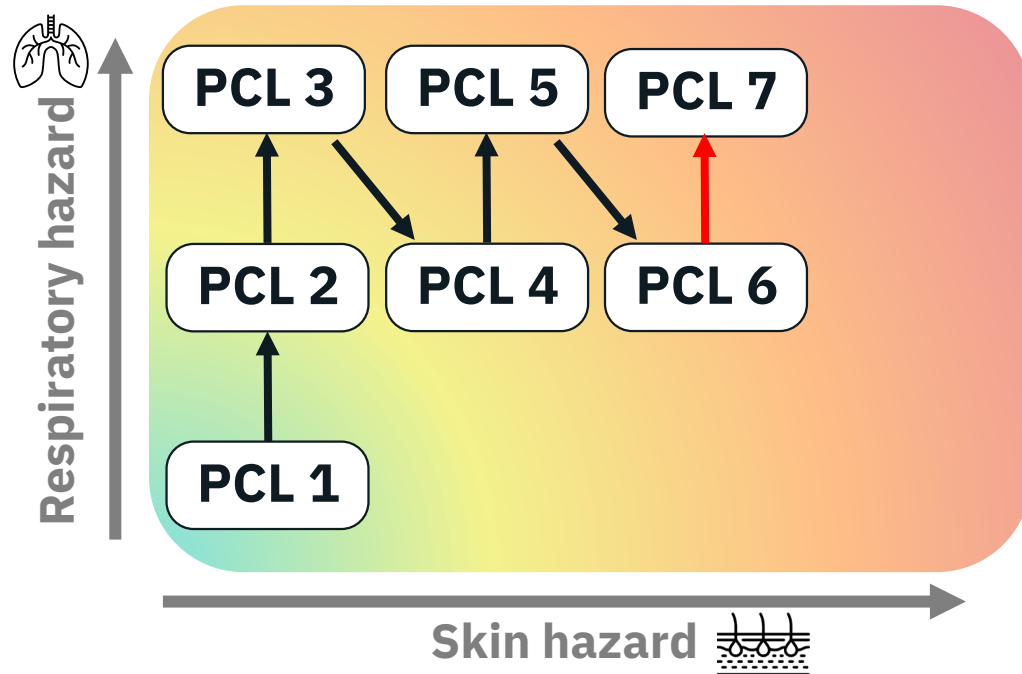 Respiratory hazard
PCL 3
PCL 5
PCL 7
PCL 2
PCL 4
PCL 6
PCL 1
Skin hazard